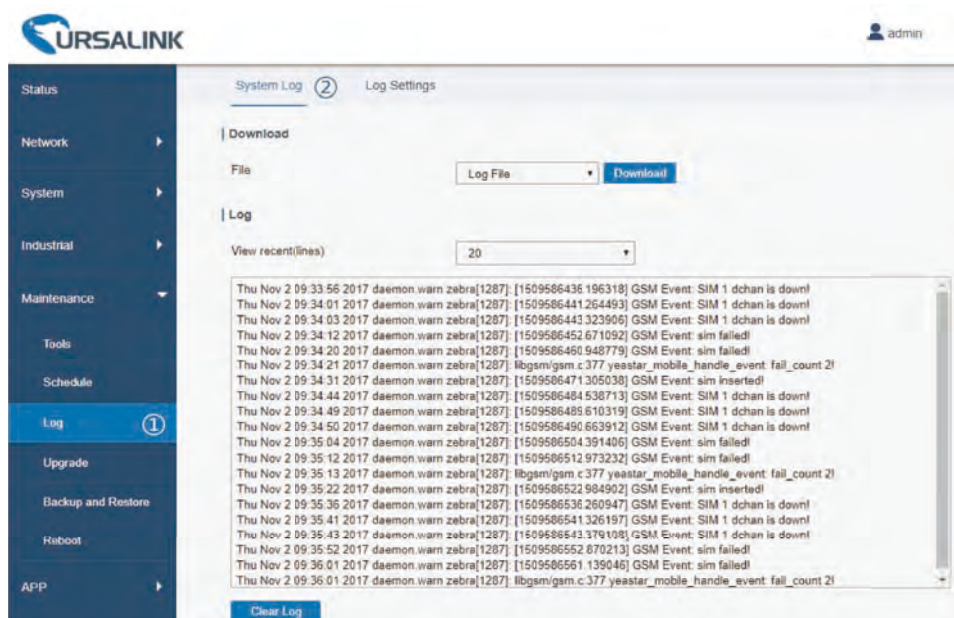 URSALINK
admin
Status
System Log ② Log Settings
Download
Network
File
Log File
Download
System
Log
Industrial
View recent(lines)
20
Thu Nov 2 09:33:56 2017 daemon.warn zebra[1287]: [1509586436.196318] GSM Event: SIM 1 dchan is down!
Thu Nov 2 09:34:01 2017 daemon.warn zebra[1287]: [1509586441.264493] GSM Event: SIM 1 dchan is down!
Thu Nov 2 09:34:03 2017 daemon.warn zebra[1287]: [1509586443.323906] GSM Event: SIM 1 dchan is down!
Thu Nov 2 09:34:12 2017 daemon.warn zebra[1287]: [1509586452.671092] GSM Event: sim failed!
Thu Nov 2 09:34:20 2017 daemon.warn zebra[1287]: [1509586460.948779] GSM Event: sim failed!
Thu Nov 2 09:34:21 2017 daemon.warn zebra[1287]: libgsm/gsm.c:377 yeastar_mobile_handle_event: fail_count 2!
Thu Nov 2 09:34:31 2017 daemon.warn zebra[1287]: [1509586471.305038] GSM Event: sim inserted!
Thu Nov 2 09:34:44 2017 daemon.warn zebra[1287]: [1509586484.538713] GSM Event: SIM 1 dchan is down!
Thu Nov 2 09:34:49 2017 daemon.warn zebra[1287]: [1509586489.610319] GSM Event: SIM 1 dchan is down!
Thu Nov 2 09:34:50 2017 daemon.warn zebra[1287]: [1509586490.663912] GSM Event: SIM 1 dchan is down!
Thu Nov 2 09:35:04 2017 daemon.warn zebra[1287]: [1509586504.391406] GSM Event: sim failed!
Thu Nov 2 09:35:12 2017 daemon.warn zebra[1287]: [1509586512.973232] GSM Event: sim failed!
Thu Nov 2 09:35:13 2017 daemon.warn zebra[1287]: libgsm/gsm.c:377 yeastar_mobile_handle_event: fail_count 2!
Thu Nov 2 09:35:22 2017 daemon.warn zebra[1287]: [1509586522.984902] GSM Event: sim inserted!
Thu Nov 2 09:35:36 2017 daemon.warn zebra[1287]: [1509586536.260947] GSM Event: SIM 1 dchan is down!
Thu Nov 2 09:35:41 2017 daemon.warn zebra[1287]: [1509586541.326197] GSM Event: SIM 1 dchan is down!
Thu Nov 2 09:35:43 2017 daemon.warn zebra[1287]: [1509586543.379108] GSM Event: SIM 1 dchan is down!
Thu Nov 2 09:35:52 2017 daemon.warn zebra[1287]: [1509586552.870213] GSM Event: sim failed!
Thu Nov 2 09:36:01 2017 daemon.warn zebra[1287]: [1509586561.139046] GSM Event: sim failed!
Thu Nov 2 09:36:01 2017 daemon.warn zebra[1287]: libgsm/gsm.c:377 yeastar_mobile_handle_event: fail_count 2!
Maintenance
Tools
Schedule
Log ①
Upgrade
Backup and Restore
Reboot
APP
Clear Log